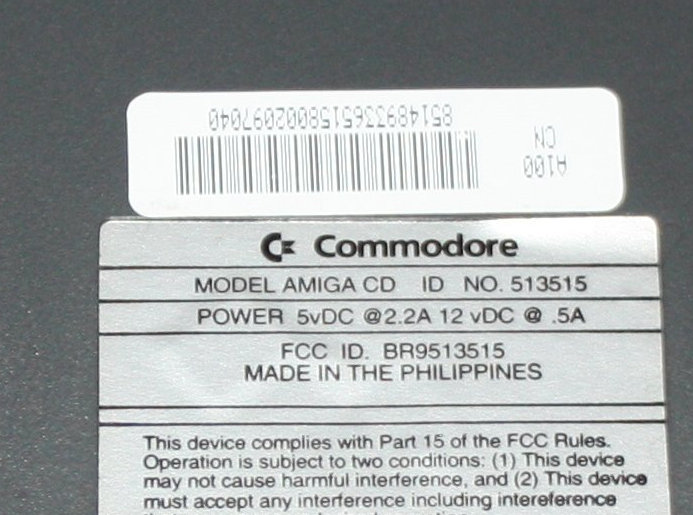 A100
CN
C= Commodore
MODEL AMIGA CD ID NO. 513515
POWER 5vDC @2.2A 12 vDC @ .5A
FCC ID. BR9513515
MADE IN THE PHILIPPINES
This device complies with Part 15 of the FCC Rules.
Operation is subject to two conditions: (1) This device
may not cause harmful interference, and (2) This device
must accept any interference including intereference